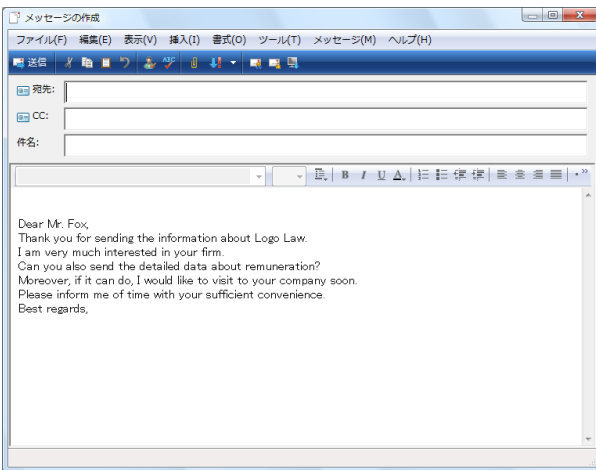 メッセージの作成
ファイル(F) 編集(E) 表示(V) 挿入(I) 書式(O) ツール(T) メッセージ(M) ヘルプ(H)
送信
宛先:
CC:
件名:
B I U A
Dear Mr. Fox,
Thank you for sending the information about Logo Law.
I am very much interested in your firm.
Can you also send the detailed data about remuneration?
Moreover, if it can do, I would like to visit to your company soon.
Please inform me of time with your sufficient convenience.
Best regards,